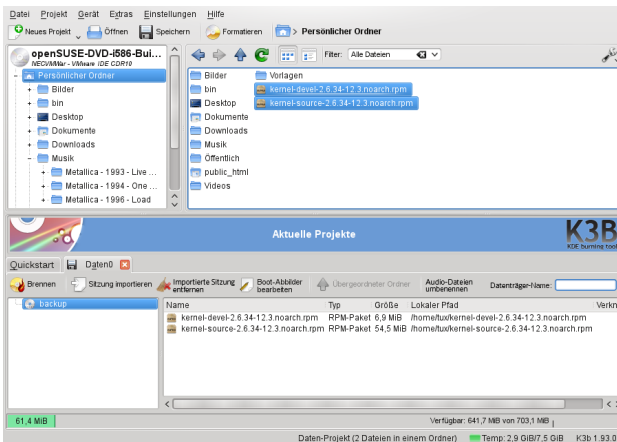 Datei Projekt Gerät Extras Einstellungen Hilfe
Neues Projekt Öffnen Speichern Formatieren Persönlicher Ordner
openSUSE-DVD-i586-Bui...
NECVMWar - VMware IDE CDR10
Filter: Alle Dateien
Persönlicher Ordner
Bilder
bin
Desktop
Dokumente
Downloads
Musik
Metallica - 1993 - Live ...
Metallica - 1994 - One ...
Metallica - 1996 - Load
Bilder
bin
Desktop
Dokumente
Downloads
Musik
Öffentlich
public_html
Videos
Vorlagen
kernel-devel-2.6.34-12.3.noarch.rpm
kernel-source-2.6.34-12.3.noarch.rpm
Aktuelle Projekte
K3B
KDE burning tool
Quickstart Daten0
Brennen Sitzung importieren Importierte Sitzung entfernen Boot-Abbilder bearbeiten Übergeordneter Ordner Audio-Dateien umbenennen Datenträger-Name:
backup
Name Typ Größe Lokaler Pfad Verkn
kernel-devel-2.6.34-12.3.noarch.rpm RPM-Paket 6,9 MiB /home/tux/kernel-devel-2.6.34-12.3.noarch.rpm
kernel-source-2.6.34-12.3.noarch.rpm RPM-Paket 54,5 MiB /home/tux/kernel-source-2.6.34-12.3.noarch.rpm
61,4 MiB
Verfügbar: 641,7 MiB von 703,1 MiB
Daten-Projekt (2 Dateien in einem Ordner) Temp: 2,9 GiB/7,5 GiB K3b 1.93.0